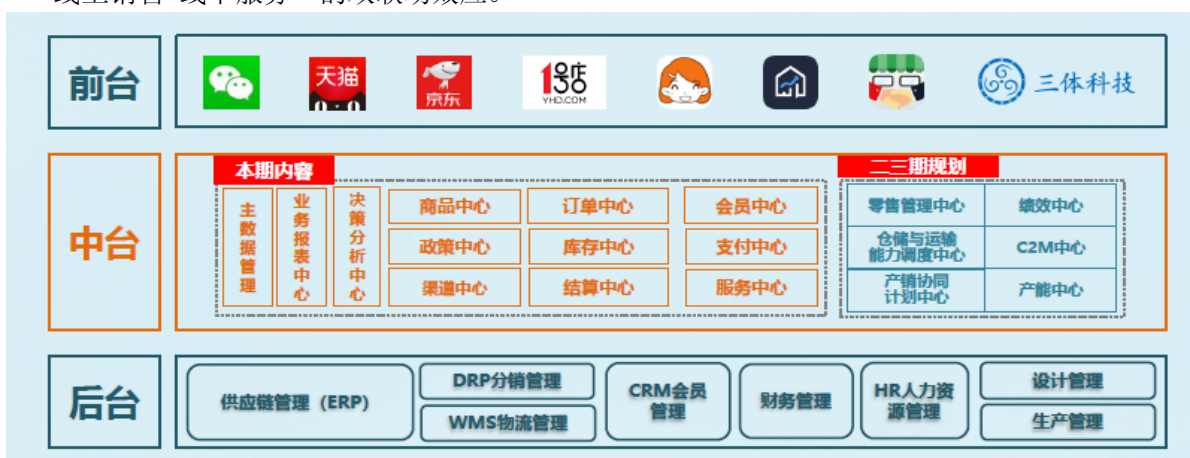 前台
天猫
京东
1号店
YHD.COM
三体科技
中台
本期内容
主数据管理
业务报表中心
决策分析中心
商品中心
订单中心
会员中心
政策中心
库存中心
支付中心
渠道中心
结算中心
服务中心
二三期规划
零售管理中心
绩效中心
仓储与运输
能力调度中心
C2M中心
产销协同
计划中心
产能中心
后台
供应链管理（ERP）
DRP分销管理
WMS物流管理
CRM会员
管理
财务管理
HR人力资
源管理
设计管理
生产管理